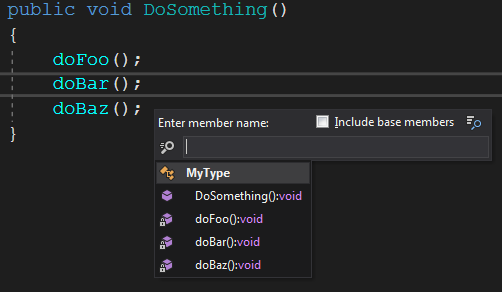 public void DoSomething()
{
doFoo();
doBar();
doBaz();
}
Enter member name:
Include base members
MyType
DoSomething():void
doFoo():void
doBar():void
doBaz():void